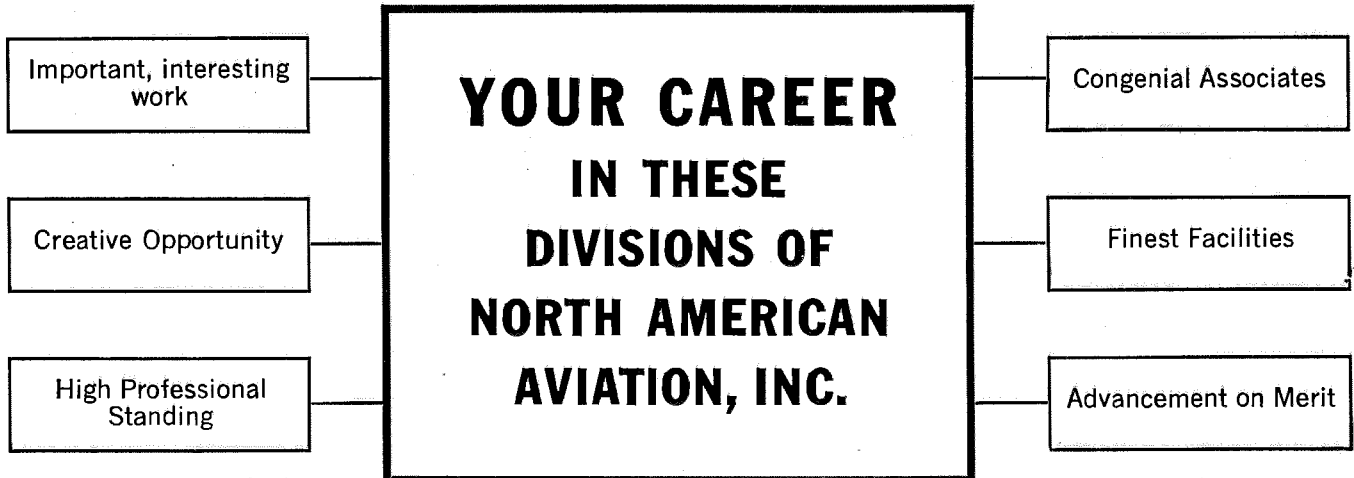 Important, interesting
work
Creative Opportunity
High Professional
Standing
YOUR CAREER
IN THESE
DIVISIONS OF
NORTH AMERICAN
AVIATION, INC.
Congenial Associates
Finest Facilities
Advancement on Merit